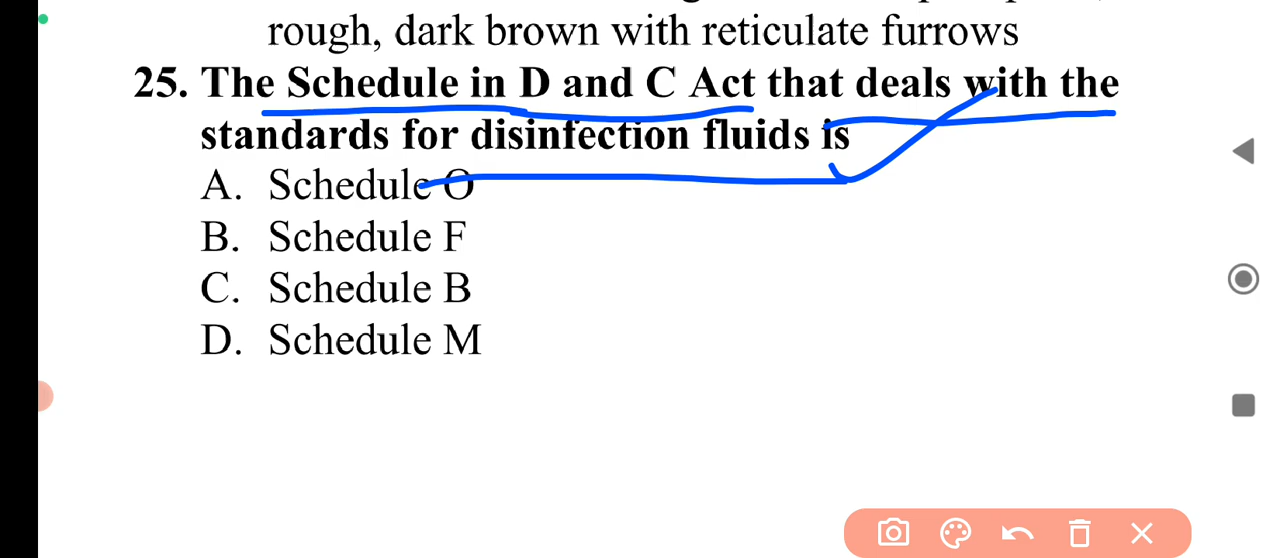 rough, dark brown with reticulate furrows
25. The Schedule in D and C Act that deals with the
standards for disinfection fluids is
A. Schedule O
B. Schedule F
C. Schedule B
D. Schedule M